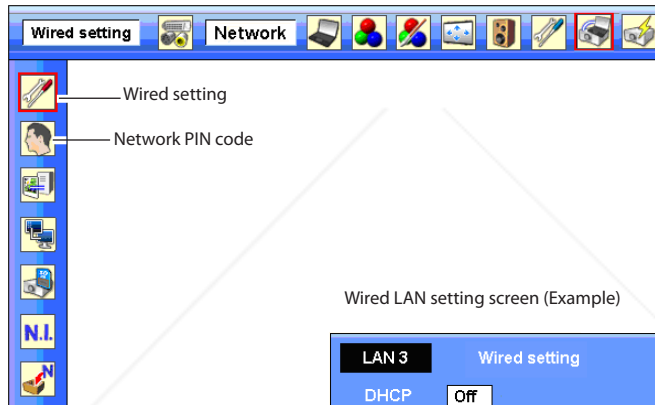 Wired setting
Network
Wired setting
Network PIN code
N.I.
N
Wired LAN setting screen (Example)
LAN 3
Wired setting
DHCP
Off